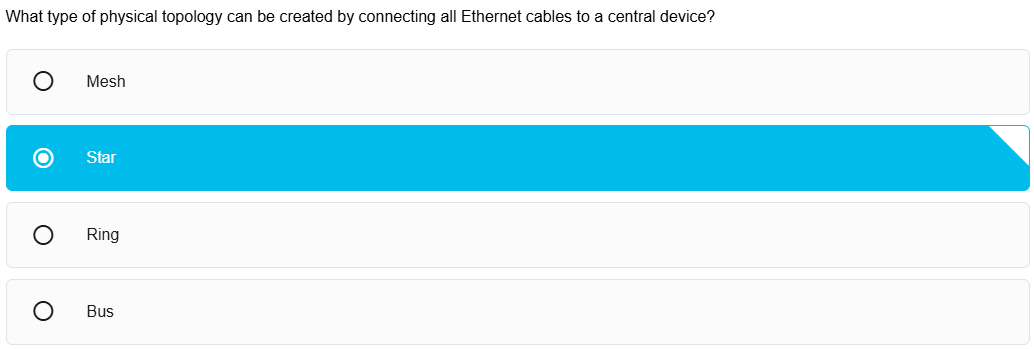 What type of physical topology can be created by connecting all Ethernet cables to a central device?
Mesh
Star
Ring
Bus